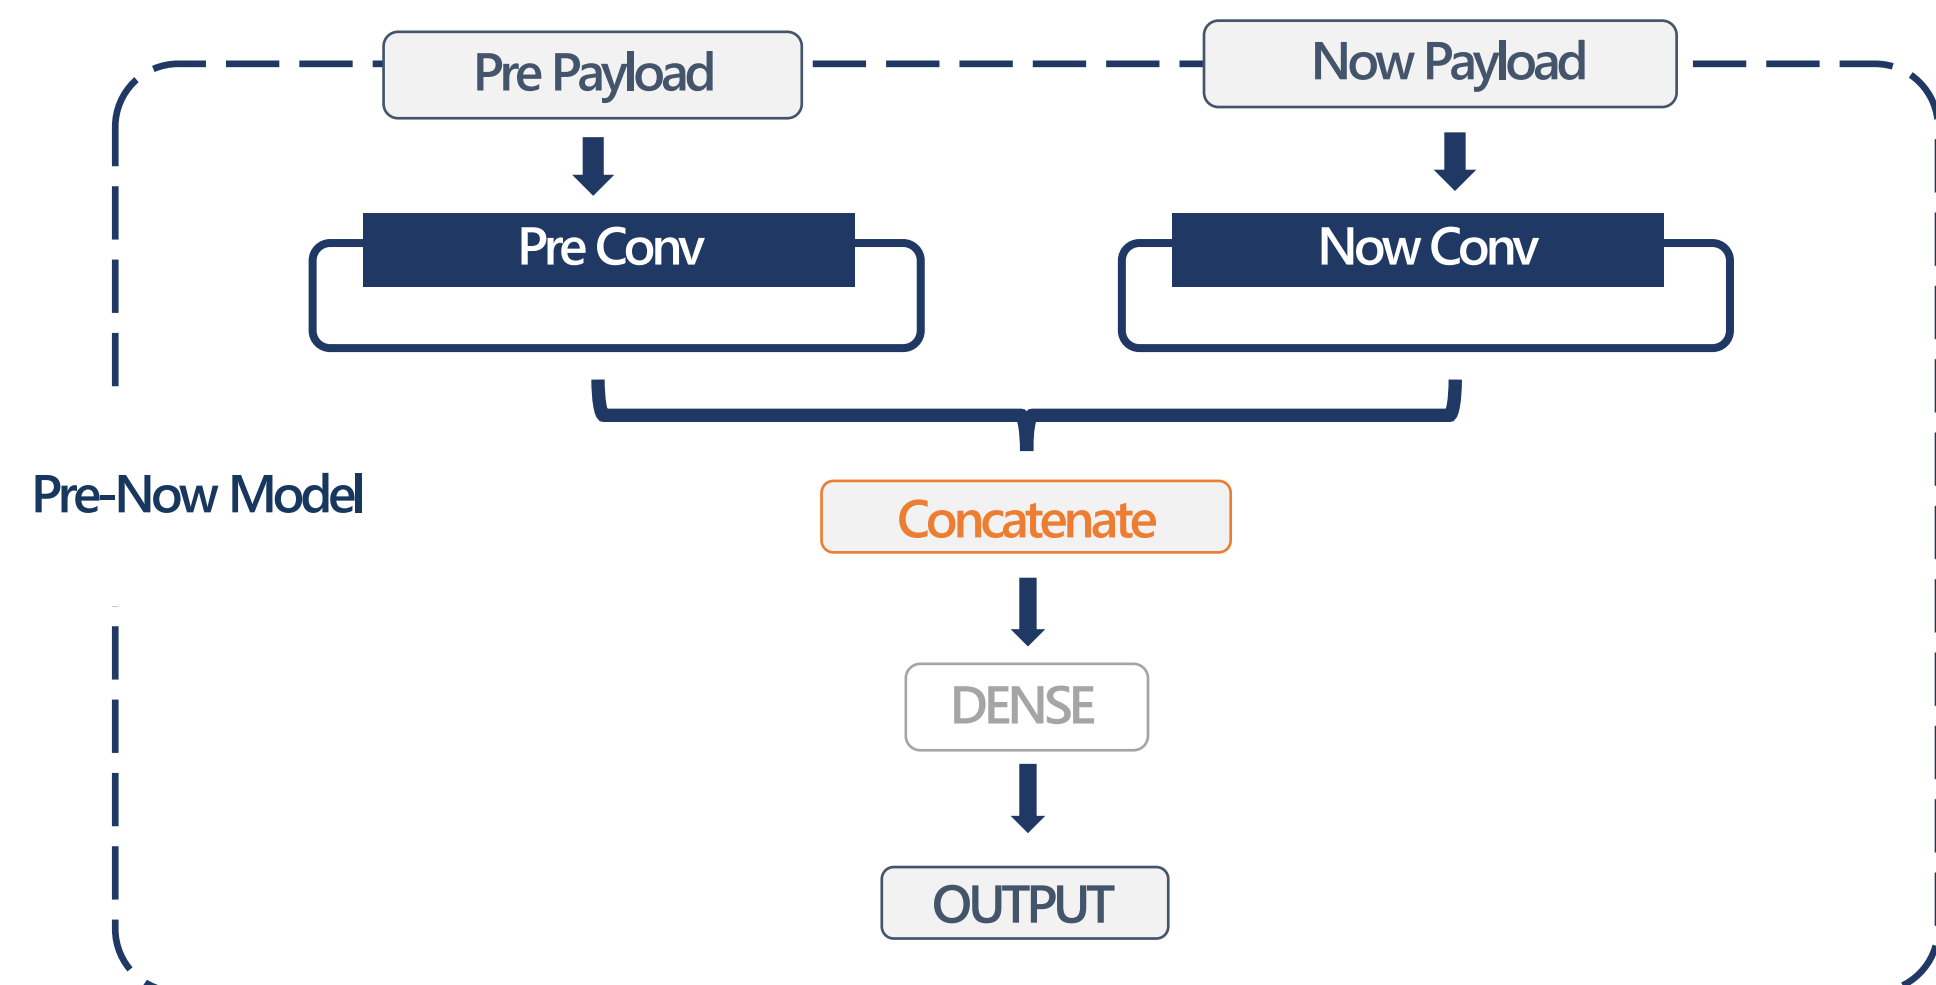 Pre Payload
Now Payload
Pre Conv
Now Conv
Pre-Now Model
Concatenate
DENSE
OUTPUT